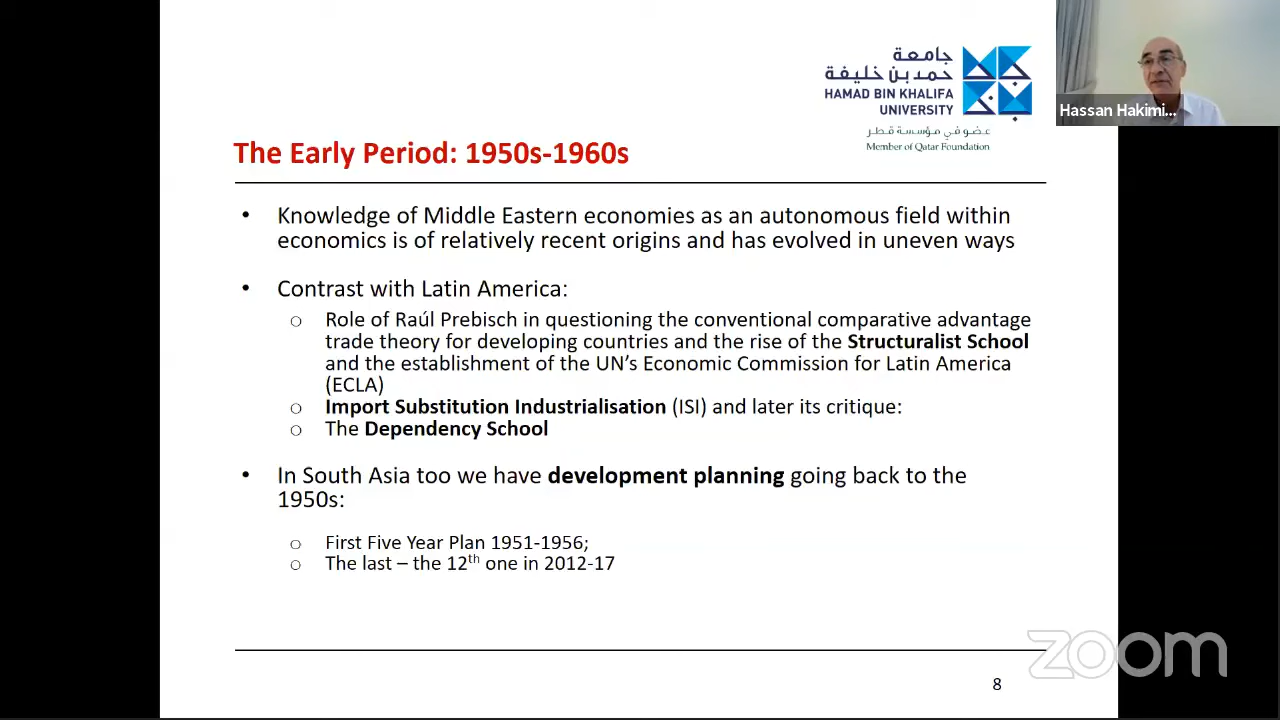 جامعة
حمد بن خليفة
HAMAD BIN KHALIFA
UNIVERSITY
عضو في مؤسسة قطر
Member of Qatar Foundation
Hassan Hakimi...
The Early Period: 1950s-1960s
• Knowledge of Middle Eastern economies as an autonomous field within
economics is of relatively recent origins and has evolved in uneven ways
• Contrast with Latin America:
○ Role of Raúl Prebisch in questioning the conventional comparative advantage
trade theory for developing countries and the rise of the Structuralist School
and the establishment of the UN’s Economic Commission for Latin America
(ECLA)
○ Import Substitution Industrialisation (ISI) and later its critique:
○ The Dependency School
• In South Asia too we have development planning going back to the
1950s:
○ First Five Year Plan 1951-1956;
○ The last – the 12th one in 2012-17
zoom
8